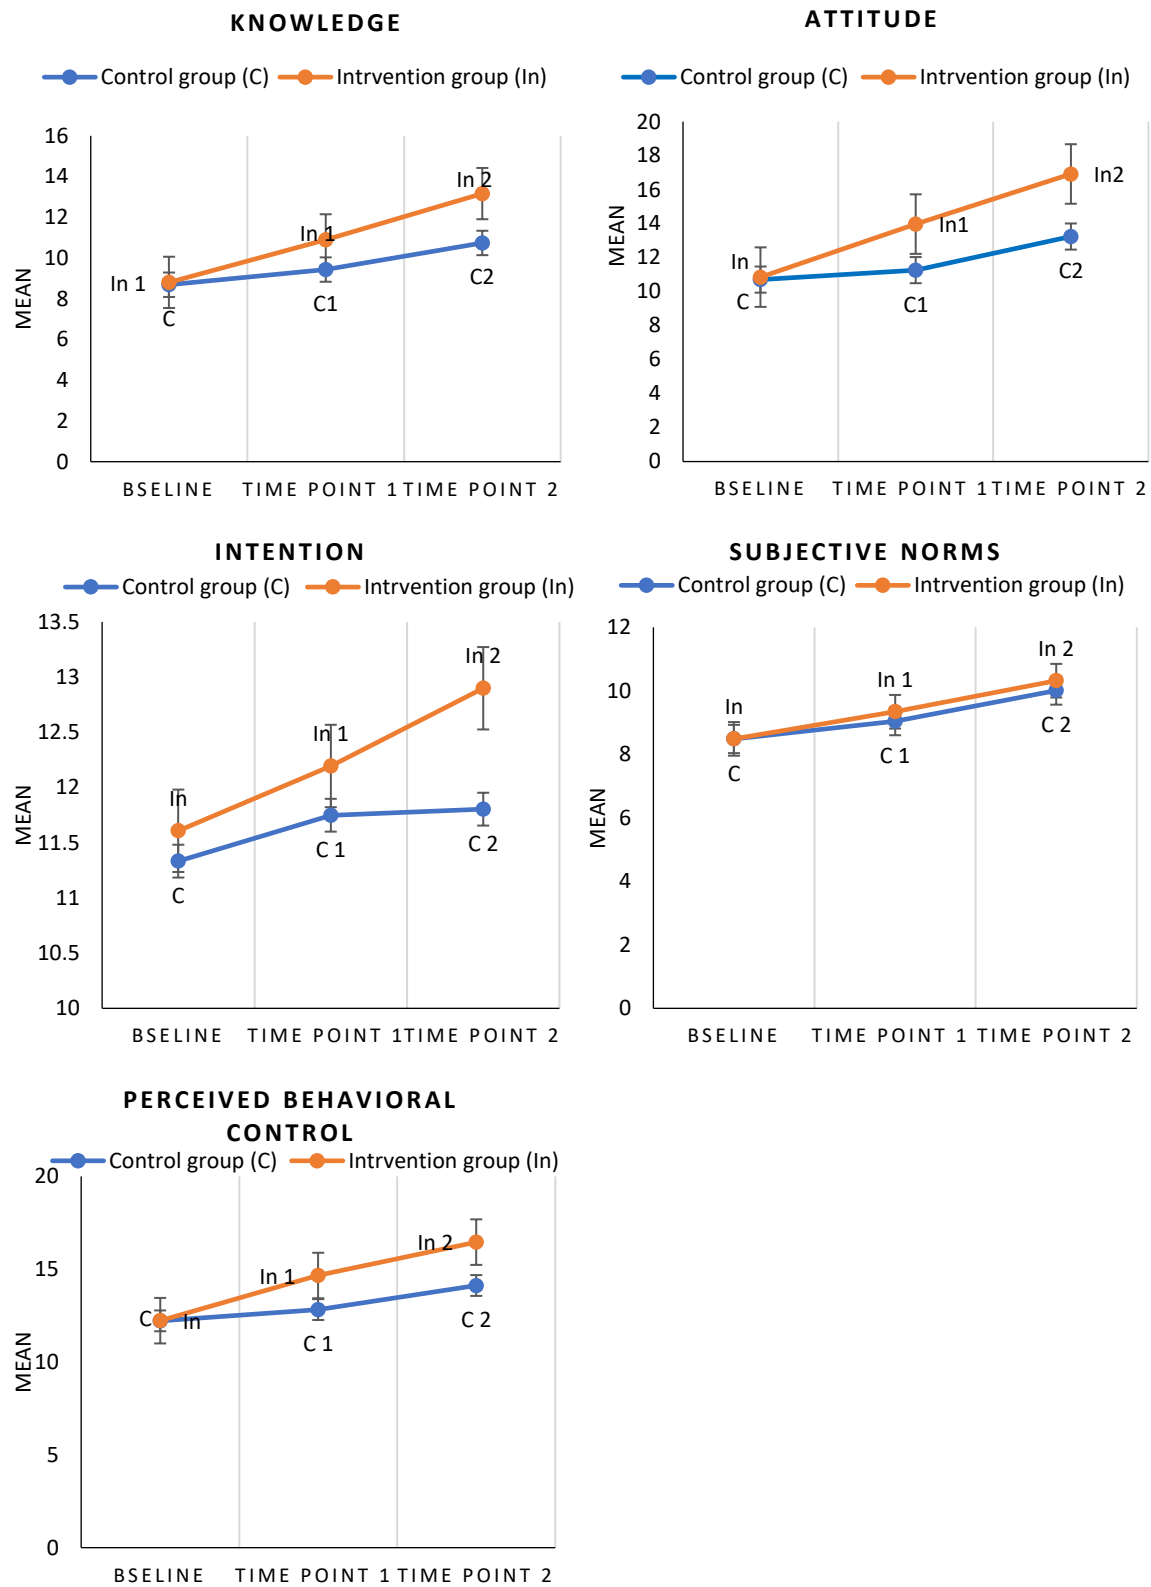 KNOWLEDGE
Control group (C) Intrvention group (In)
16
14
12
10
8
6
4
2
0
MEAN
In 1
C
In 1
C1
In 2
C2
BSELINE TIME POINT 1 TIME POINT 2
ATTITUDE
Control group (C) Intrvention group (In)
20
18
16
14
12
10
8
6
4
2
0
MEAN
In
C
In1
C1
In2
C2
BSELINE TIME POINT 1 TIME POINT 2
INTENTION
Control group (C) Intrvention group (In)
13.5
13
12.5
12
11.5
11
10.5
10
In
C
In 1
C 1
In 2
C 2
BSELINE TIME POINT 1 TIME POINT 2
SUBJECTIVE NORMS
Control group (C) Intrvention group (In)
12
10
8
6
4
2
0
MEAN
In
C
In 1
C 1
In 2
C 2
BSELINE TIME POINT 1 TIME POINT 2
PERCEIVED BEHAVIORAL
CONTROL
Control group (C) Intrvention group (In)
20
15
10
5
0
MEAN
C
In
In 1
C 1
In 2
C 2
BSELINE TIME POINT 1 TIME POINT 2